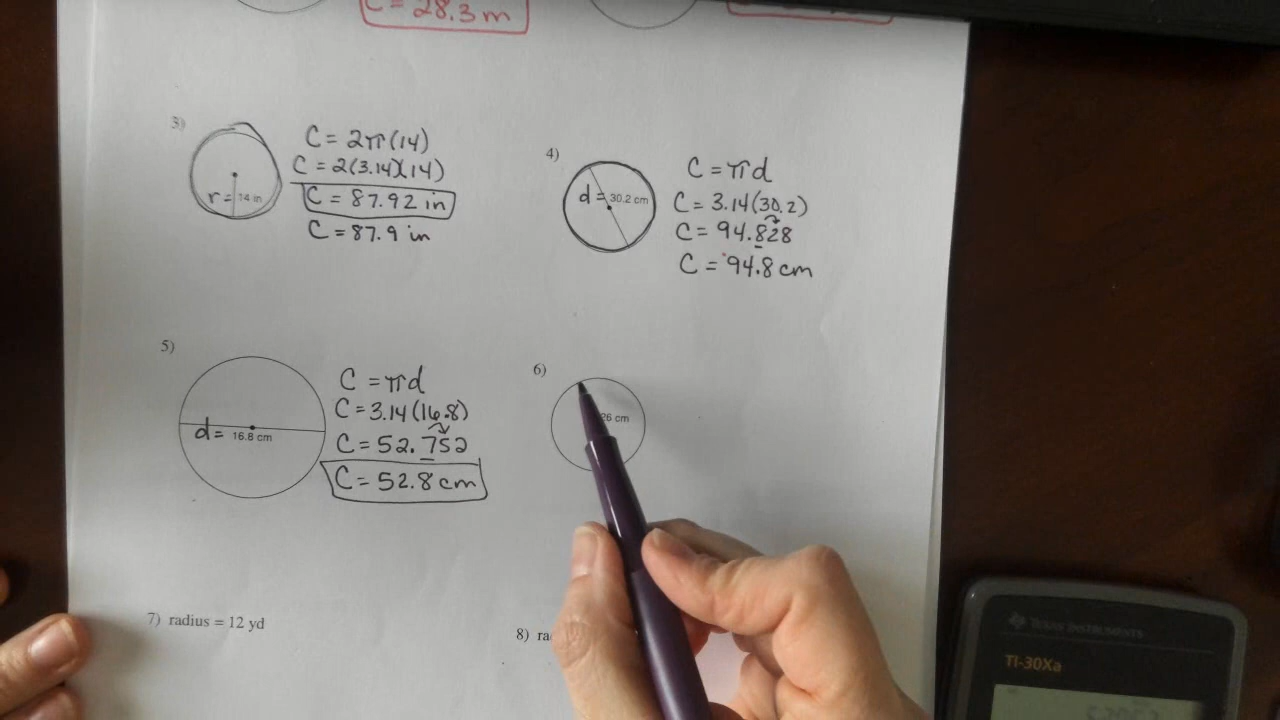 C = 28.3 m
3)
r = 14 in
C = 2π(14)
C = 2(3.14)(14)
C = 87.92 in
C = 87.9 in
4)
d = 30.2 cm
C = πd
C = 3.14(30.2)
C = 94.828
C = 94.8 cm
5)
d = 16.8 cm
C = πd
C = 3.14(16.8)
C = 52.752
C = 52.8 cm
6)
26 cm
7) radius = 12 yd
8) ra
TEXAS INSTRUMENTS
TI-30Xa